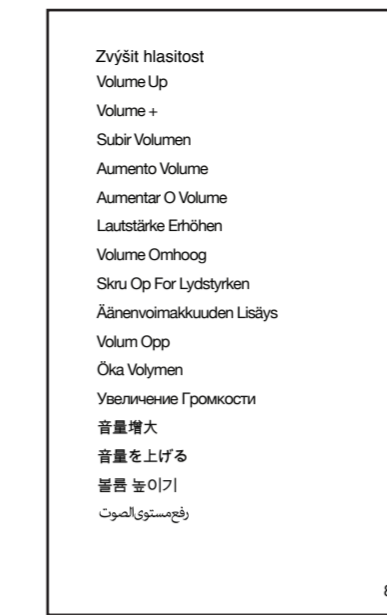 Zvýšit hlasitost
Volume Up
Volume +
Subir Volumen
Aumento Volume
Aumentar O Volume
Lautstärke Erhöhen
Volume Omhoog
Skru Op For Lydstyrken
Äänenvoimakkuuden Lisäys
Volum Opp
Öka Volymen
Увеличение Громкости
音量增大
音量を上げる
볼륨 높이기
رفع مستوى الصوت